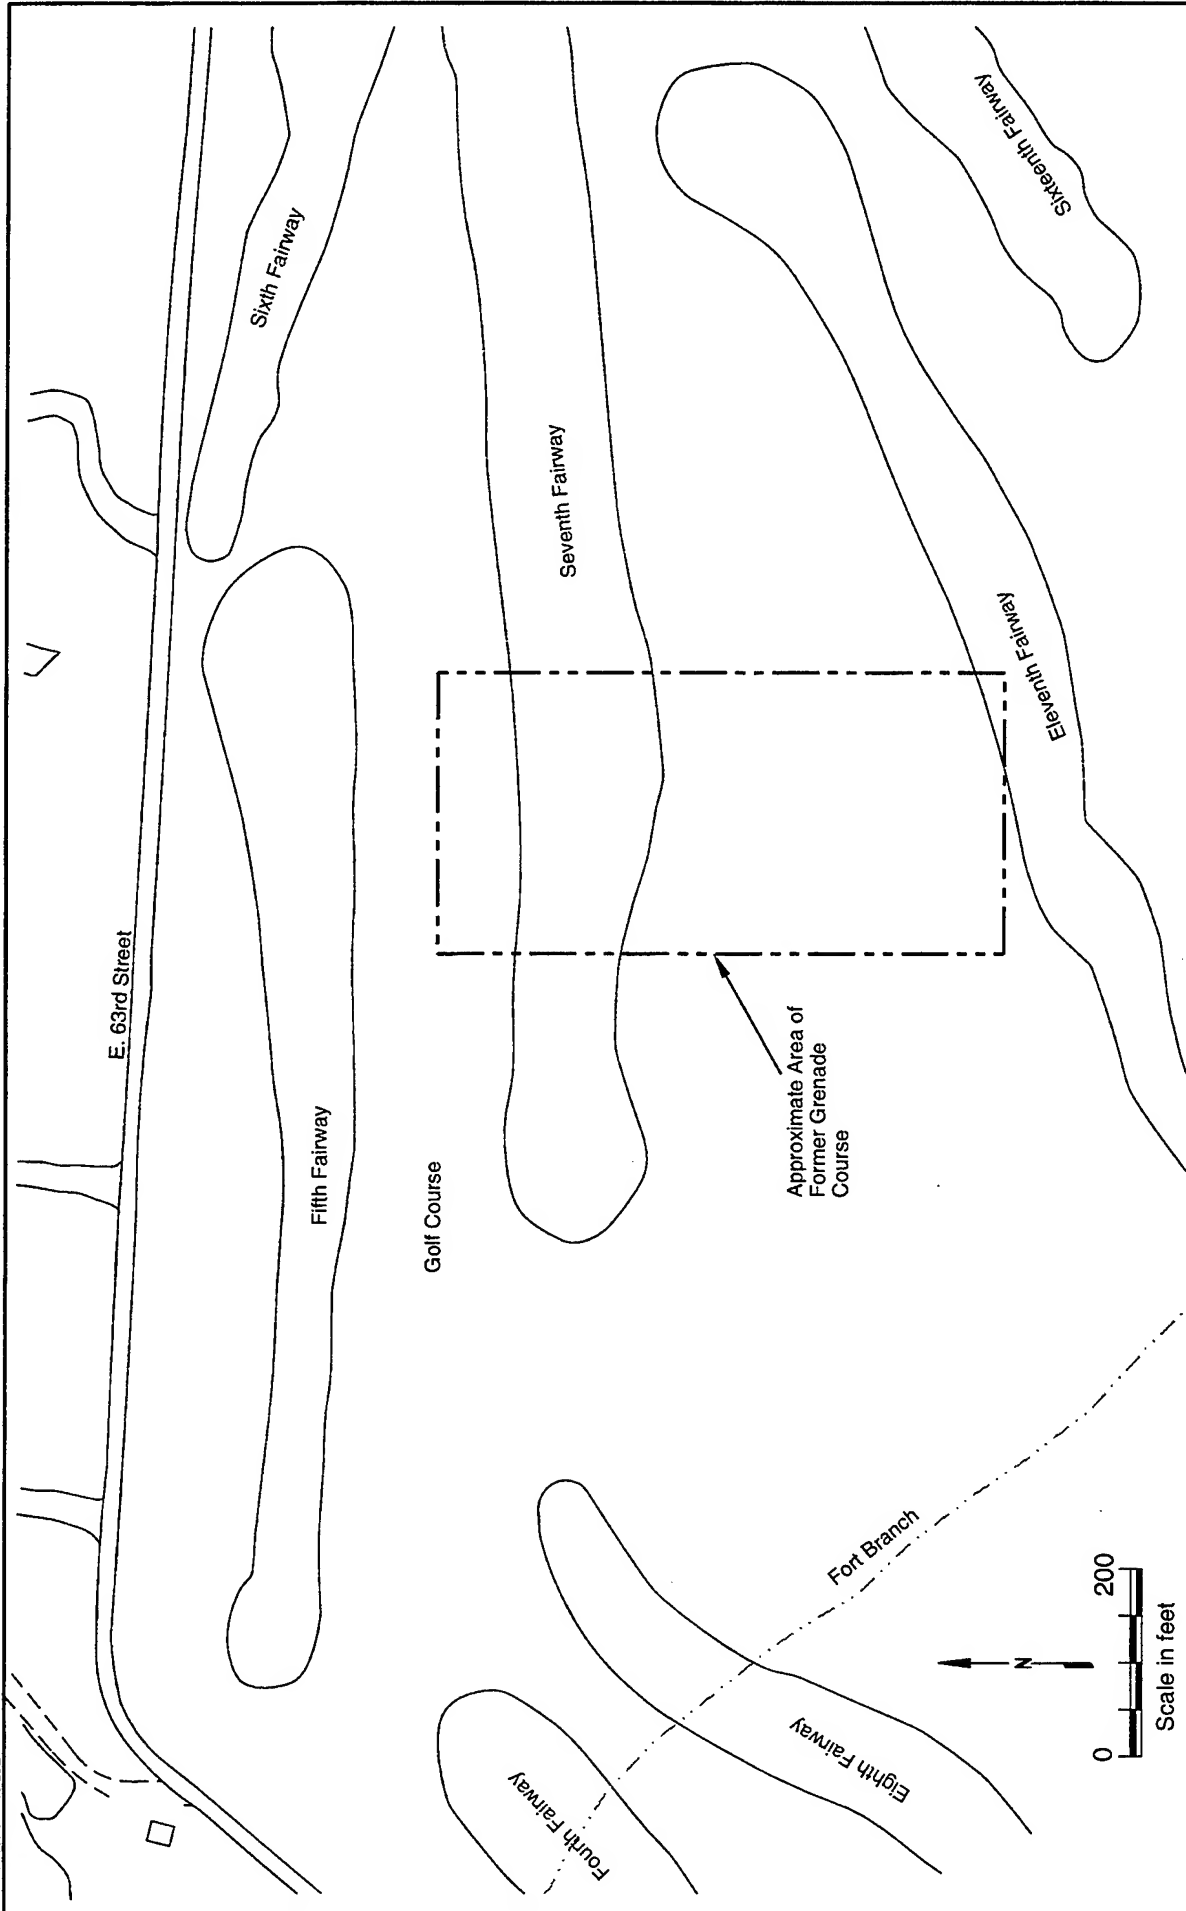 E. 63rd Street
Sixth Fairway
Sixteenth Fairway
Fifth Fairway
Seventh Fairway
Golf Course
Eleventh Fairway
Approximate Area of
Former Grenade
Course
Fourth Fairway
Eighth Fairway
Fort Branch
N
0 200
Scale in feet